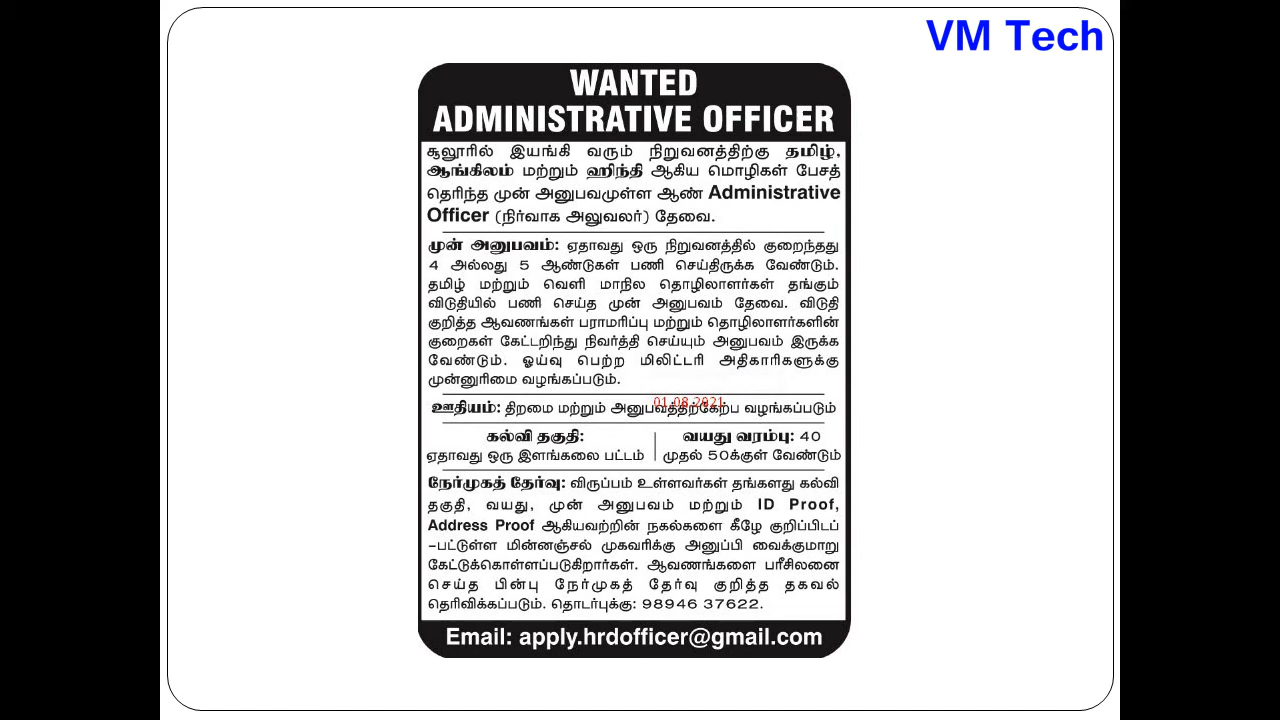 VM Tech
WANTED
ADMINISTRATIVE OFFICER
சூலூரில் இயங்கி வரும் நிறுவனத்திற்கு தமிழ்,
ஆங்கிலம் மற்றும் ஹிந்தி ஆகிய மொழிகள் பேசத்
தெரிந்த முன் அனுபவமுள்ள ஆண் Administrative
Officer (நிர்வாக அலுவலர்) தேவை.
முன் அனுபவம்: ஏதாவது ஒரு நிறுவனத்தில் குறைந்தது
4 அல்லது 5 ஆண்டுகள் பணி செய்திருக்க வேண்டும்.
தமிழ் மற்றும் வெளி மாநில தொழிலாளர்கள் தங்கும்
விடுதியில் பணி செய்த முன் அனுபவம் தேவை. விடுதி
குறித்த ஆவணங்கள் பராமரிப்பு மற்றும் தொழிலாளர்களின்
குறைகள் கேட்டறிந்து நிவர்த்தி செய்யும் அனுபவம் இருக்க
வேண்டும். ஓய்வு பெற்ற மிலிட்டரி அதிகாரிகளுக்கு
முன்னுரிமை வழங்கப்படும்.
01.08.2021
ஊதியம்: திறமை மற்றும் அனுபவத்திற்கேற்ப வழங்கப்படும்
கல்வி தகுதி:
ஏதாவது ஒரு இளங்கலை பட்டம்
வயது வரம்பு: 40
முதல் 50க்குள் வேண்டும்
நேர்முகத் தேர்வு: விருப்பம் உள்ளவர்கள் தங்களது கல்வி
தகுதி, வயது, முன் அனுபவம் மற்றும் ID Proof,
Address Proof ஆகியவற்றின் நகல்களை கீழே குறிப்பிடப்
-பட்டுள்ள மின்னஞ்சல் முகவரிக்கு அனுப்பி வைக்குமாறு
கேட்டுக்கொள்ளப்படுகிறார்கள். ஆவணங்களை பரீசிலனை
செய்த பின்பு நேர்முகத் தேர்வு குறித்த தகவல்
தெரிவிக்கப்படும். தொடர்புக்கு: 98946 37622.
Email: apply.hrdofficer@gmail.com